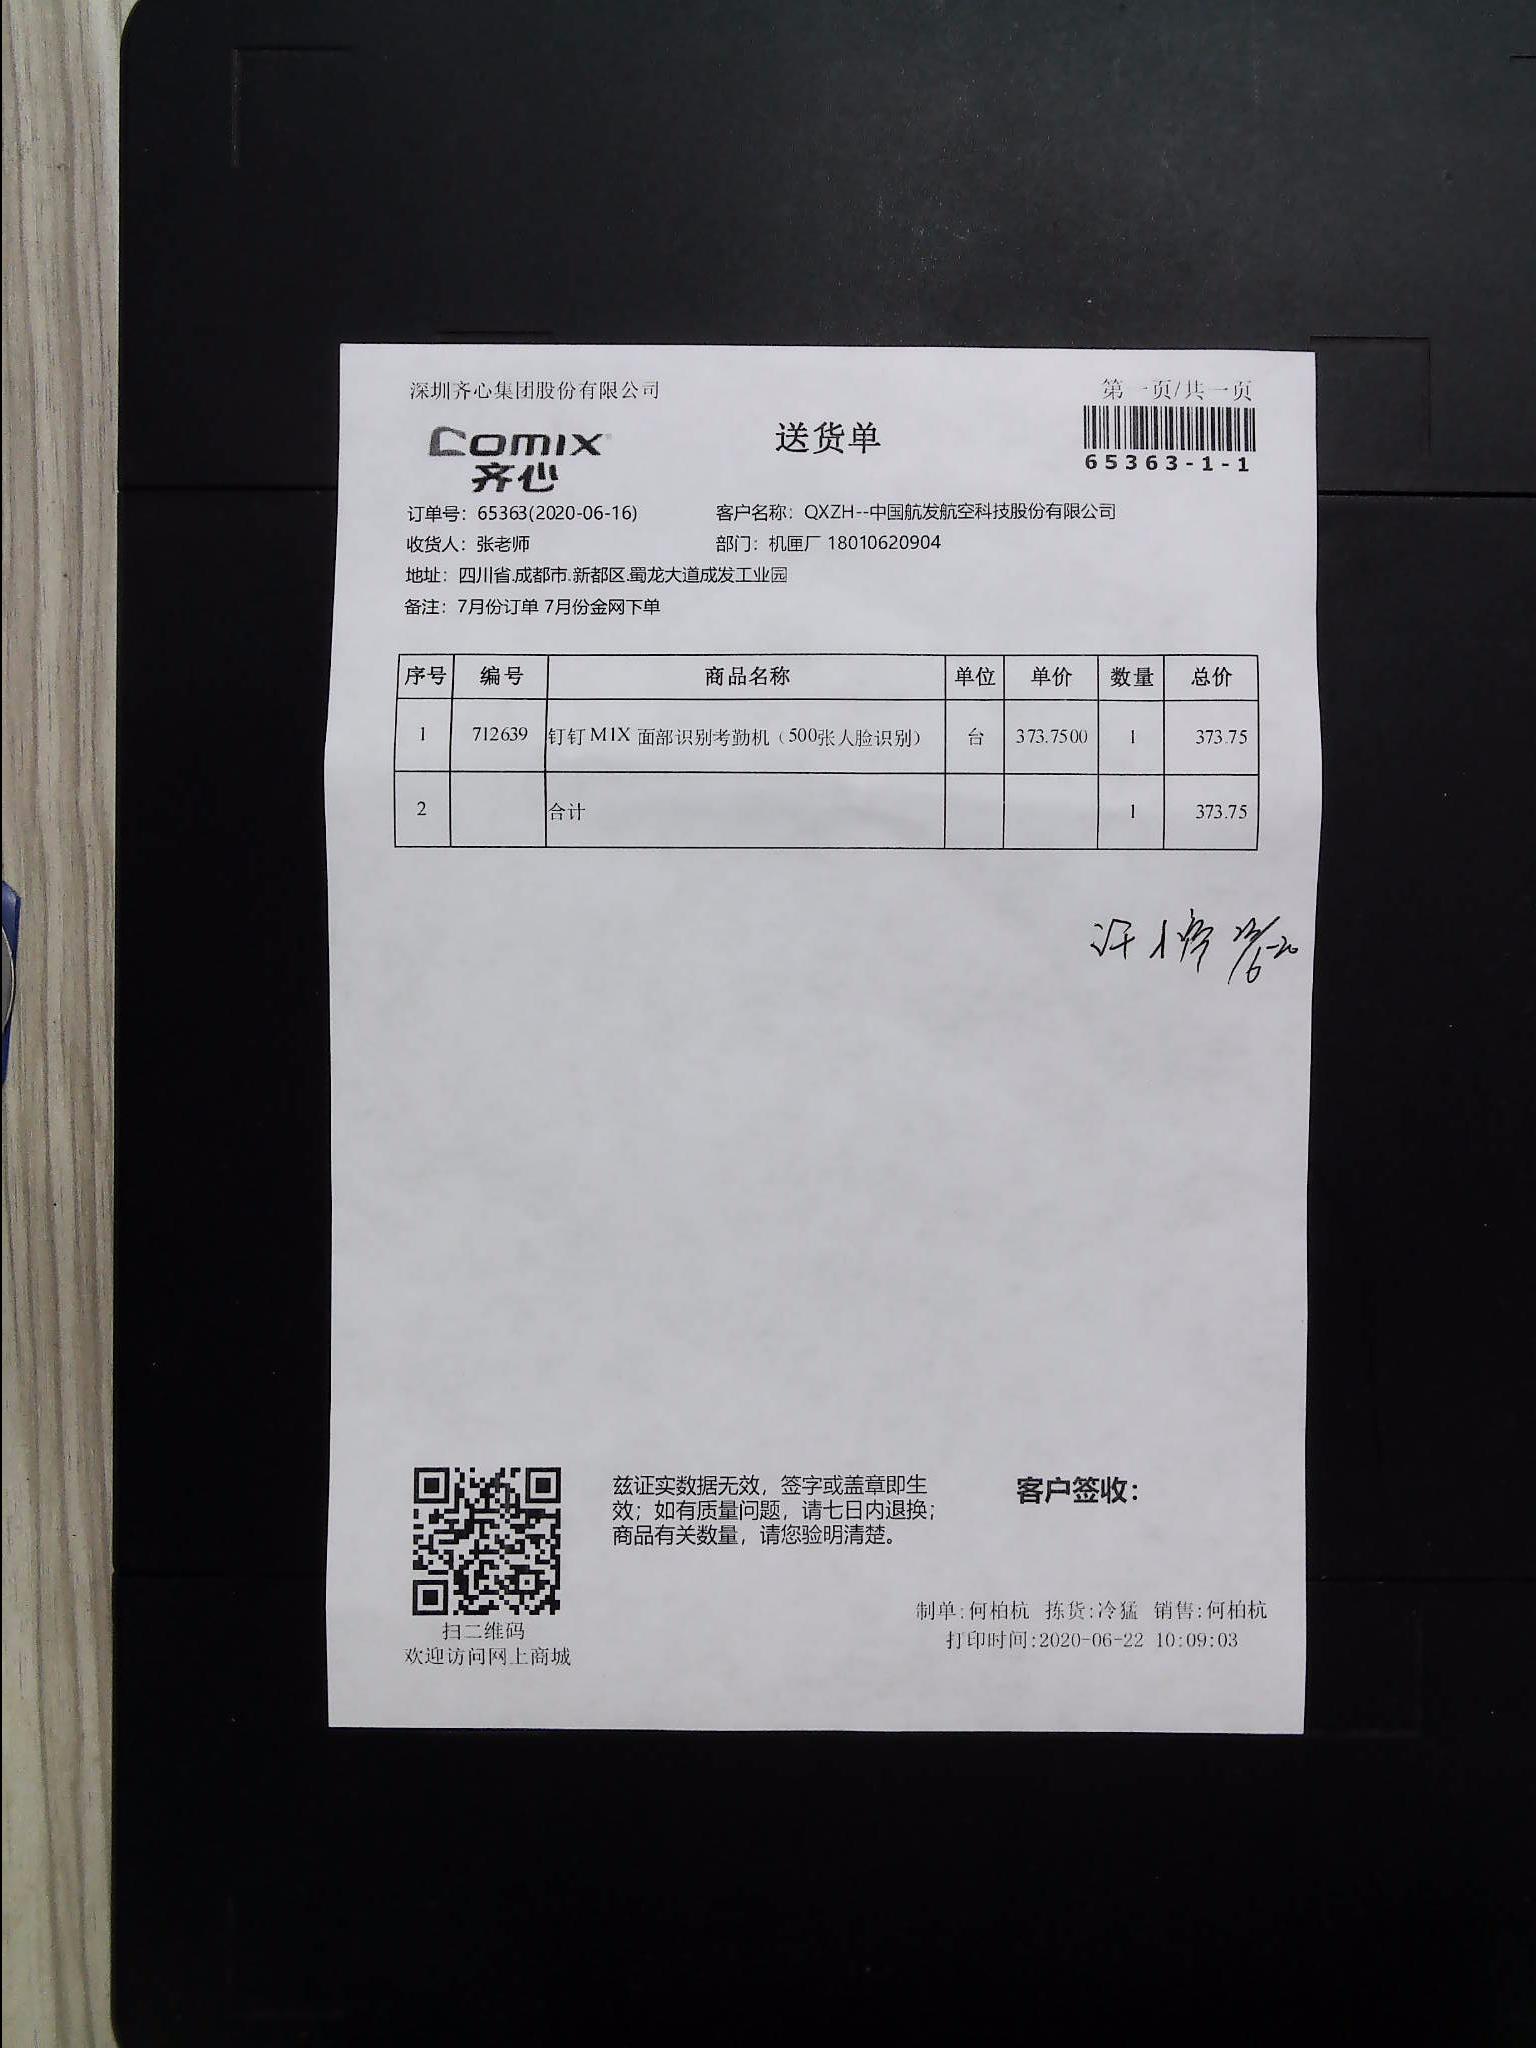 深圳齐心集团股份有限公司
第一页/共一页
comix
齐心
送货单
65363-1-1
订单号：65363(2020-06-16)
客户名称：QXZH--中国航发航空科技股份有限公司
收货人：张老师
部门：机匣厂 18010620904
地址：四川省.成都市.新都区.蜀龙大道成发工业园
备注：7月份订单 7月份金网下单
序号 编号 商品名称 单位 单价 数量 总价
1 712639 钉钉 M1X 面部识别考勤机（500张人脸识别） 台 373.7500 1 373.75
2 合计 1 373.75
兹证实数据无效，签字或盖章即生
效；如有质量问题，请七日内退换；
商品有关数量，请您验明清楚。
客户签收：
扫二维码
欢迎访问网上商城
制单:何柏杭 拣货:冷猛 销售:何柏杭
打印时间:2020-06-22 10:09:03